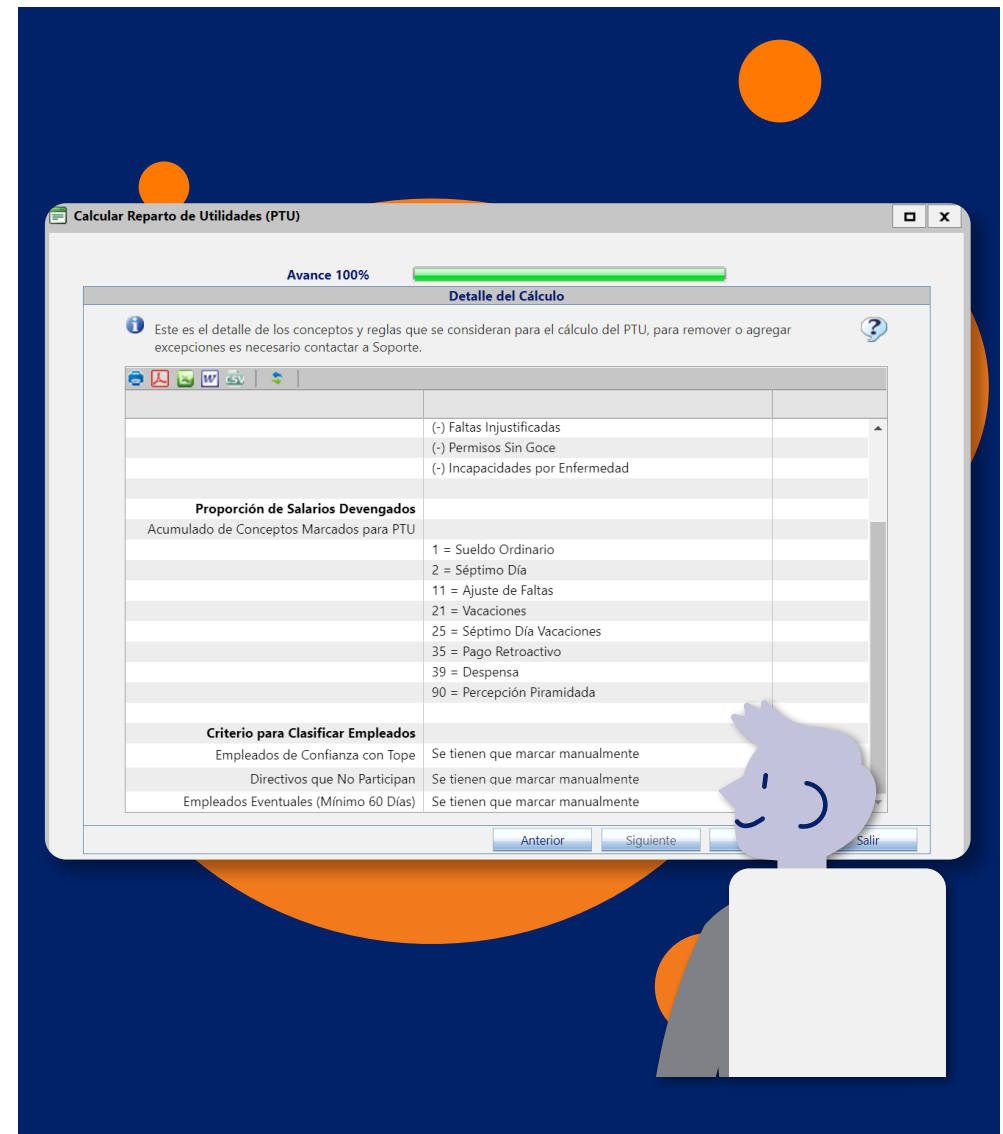 Calcular Reparto de Utilidades (PTU)
x
Avance 100%
Detalle del Cálculo
Este es el detalle de los conceptos y reglas que se consideran para el cálculo del PTU, para remover o agregar
excepciones es necesario contactar a Soporte.
(-) Faltas Injustificadas
(-) Permisos Sin Goce
(-) Incapacidades por Enfermedad
Proporción de Salarios Devengados
Acumulado de Conceptos Marcados para PTU
1 = Sueldo Ordinario
2 = Séptimo Día
11 = Ajuste de Faltas
21 = Vacaciones
25 = Séptimo Día Vacaciones
35 = Pago Retroactivo
39 = Despensa
90 = Percepción Piramidada
Criterio para Clasificar Empleados
Empleados de Confianza con Tope Se tienen que marcar manualmente
Directivos que No Participan Se tienen que marcar manualmente
Empleados Eventuales (Mínimo 60 Días) Se tienen que marcar manualmente
Anterior Siguiente Salir